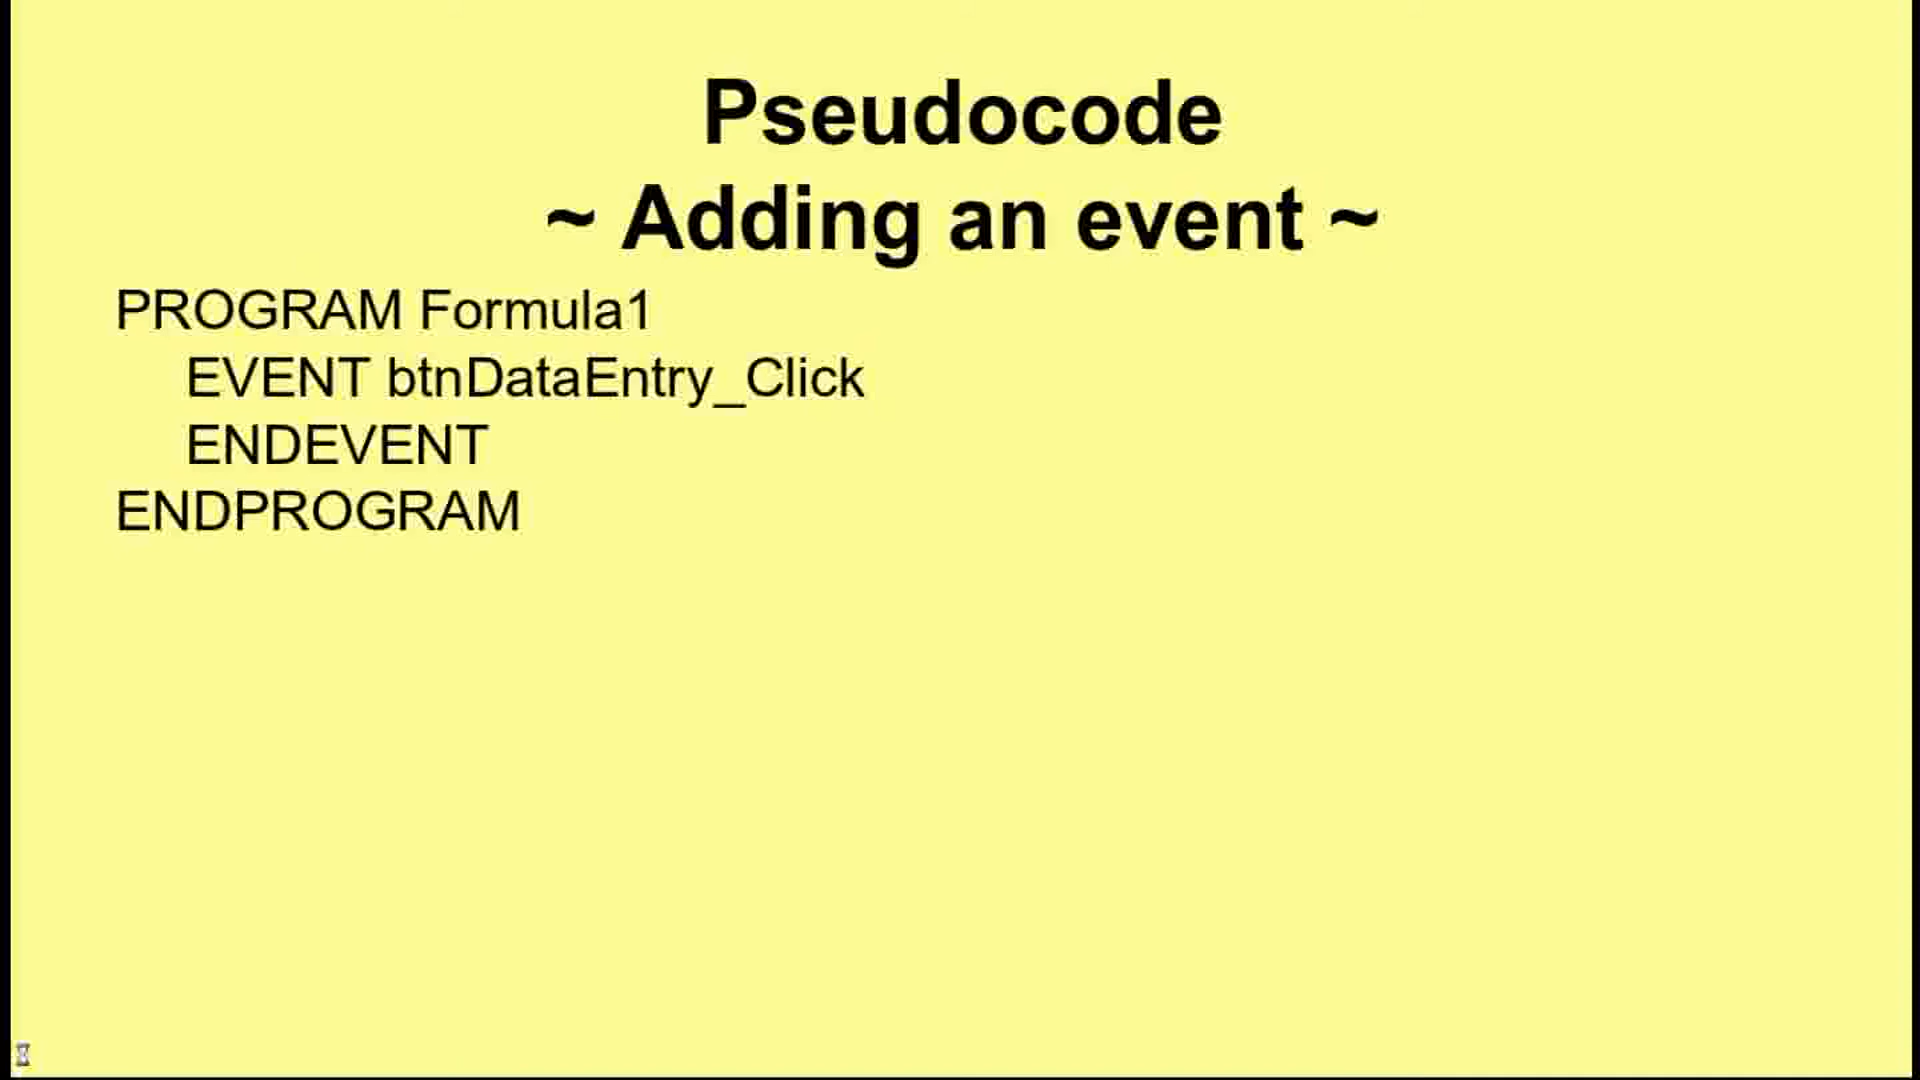 Pseudocode
~ Adding an event ~
PROGRAM Formula1
EVENT btnDataEntry_Click
ENDEVENT
ENDPROGRAM